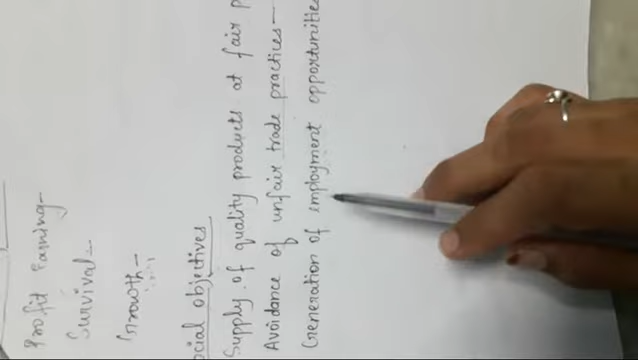 Profit Earning-
Survival-
Growth-
ocial objectives
Supply of quality products at fair p
Avoidance of unfair trade practices-
Generation of employment opportunities